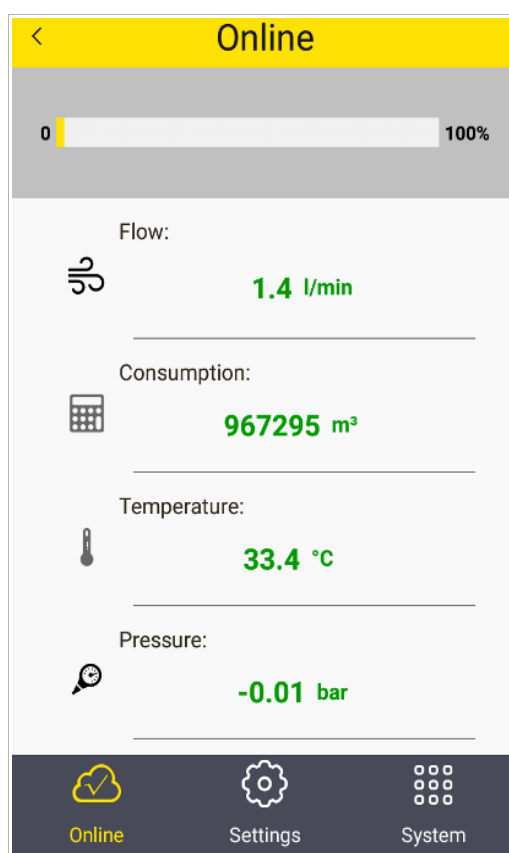 Online
0 100%
Flow:
1.4 l/min
Consumption:
967295 m³
Temperature:
33.4 °C
Pressure:
-0.01 bar
Online Settings System